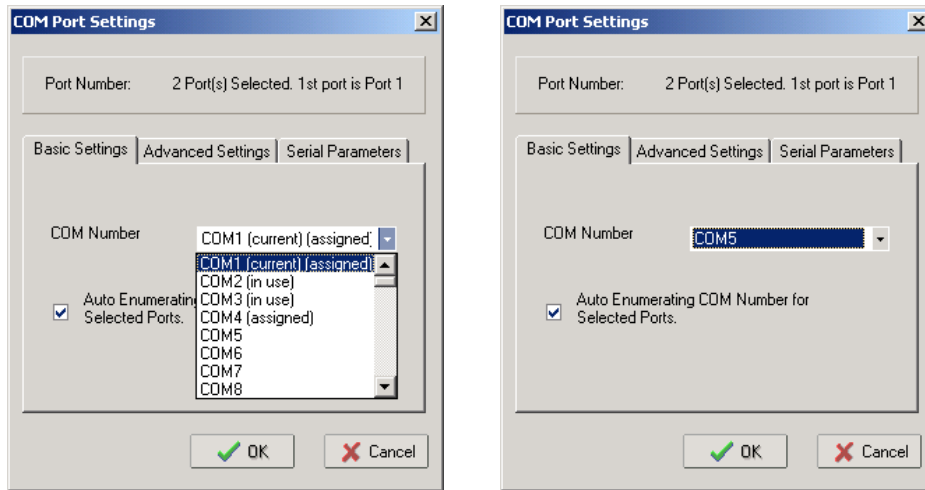 COM Port Settings
Port Number: 2 Port(s) Selected. 1st port is Port 1
Basic Settings Advanced Settings Serial Parameters
COM Number COM1 (current) (assigned)
COM1 (current) (assigned)
COM2 (in use)
Auto Enumerating COM3 (in use)
Selected Ports. COM4 (assigned)
COM5
COM6
COM7
COM8
OK Cancel
COM Port Settings
Port Number: 2 Port(s) Selected. 1st port is Port 1
Basic Settings Advanced Settings Serial Parameters
COM Number COM5
Auto Enumerating COM Number for
Selected Ports.
OK Cancel